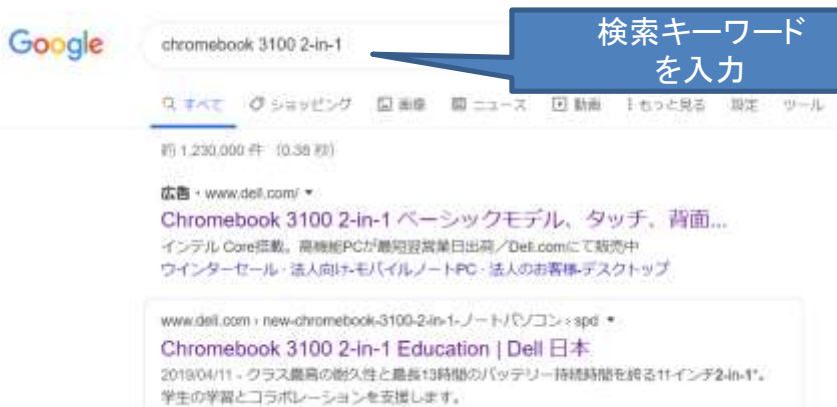 Google
chromebook 3100 2-in-1
検索キーワード
を入力
すべて ショッピング 画像 ニュース 動画 もっと見る 設定 ツール
約 1,230,000 件 (0.38 秒)
広告・www.dell.com/
Chromebook 3100 2-in-1 ベーシックモデル、タッチ、背面...
インテル Core搭載。高機能PCが最短翌営業日出荷／Dell.comにて販売中
ウインターセール・法人向け-モバイルノートPC・法人のお客様-デスクトップ
www.dell.com › new-chromebook-3100-2-in-1-ノートパソコン › spd
Chromebook 3100 2-in-1 Education | Dell 日本
2019/04/11 - クラス最高の耐久性と最長13時間のバッテリー持続時間を誇る11インチ2-in-1*。
学生の学習とコラボレーションを支援します。